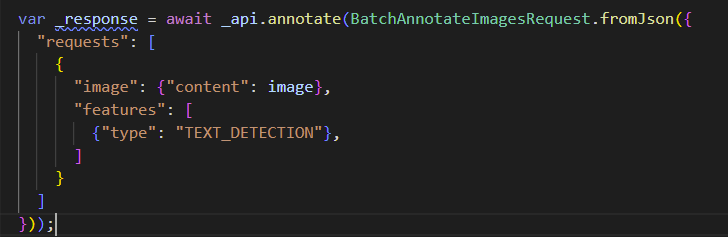 var _response = await _api.annotate(BatchAnnotateImagesRequest.fromJson({
  "requests": [
    {
      "image": {"content": image},
      "features": [
        {"type": "TEXT_DETECTION"},
      ]
    }
  ]
}));